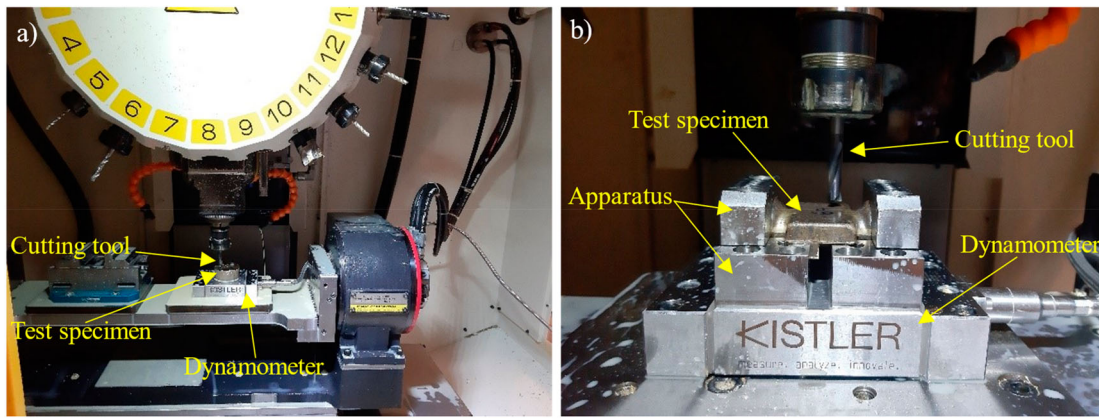 a)
4
5
6
7
8
9
10
11
12
13
Cutting tool
Test specimen
KISTLER
Dynamometer
b)
Test specimen
Cutting tool
Apparatus
Dynamometer
KISTLER
measure. analyze. innovate.